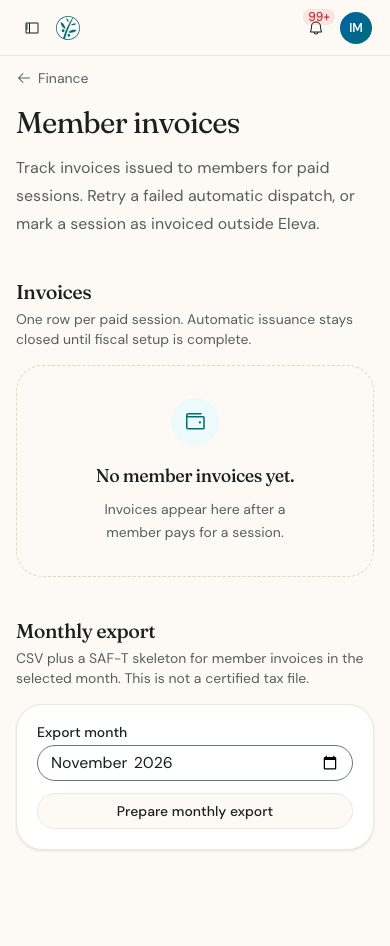 99+
IM
Finance
Member invoices
Track invoices issued to members for paid
sessions. Retry a failed automatic dispatch, or
mark a session as invoiced outside Eleva.
Invoices
One row per paid session. Automatic issuance stays
closed until fiscal setup is complete.
No member invoices yet.
Invoices appear here after a
member pays for a session.
Monthly export
CSV plus a SAF-T skeleton for member invoices in the
selected month. This is not a certified tax file.
Export month
November 2026
Prepare monthly export